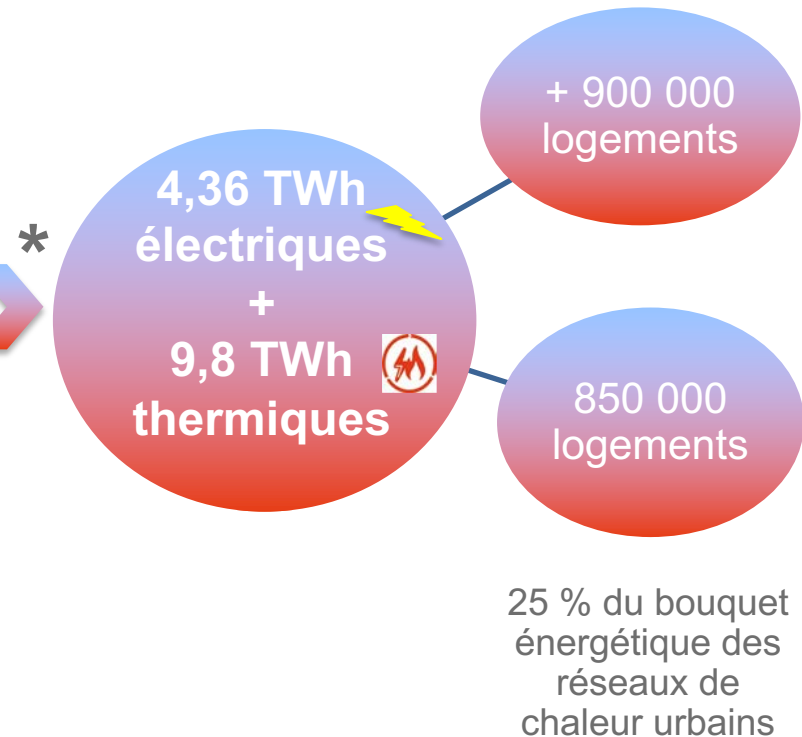 + 900 000
logements
*
4,36 TWh
électriques
+
9,8 TWh
thermiques
850 000
logements
25 % du bouquet
énergétique des
réseaux de
chaleur urbains